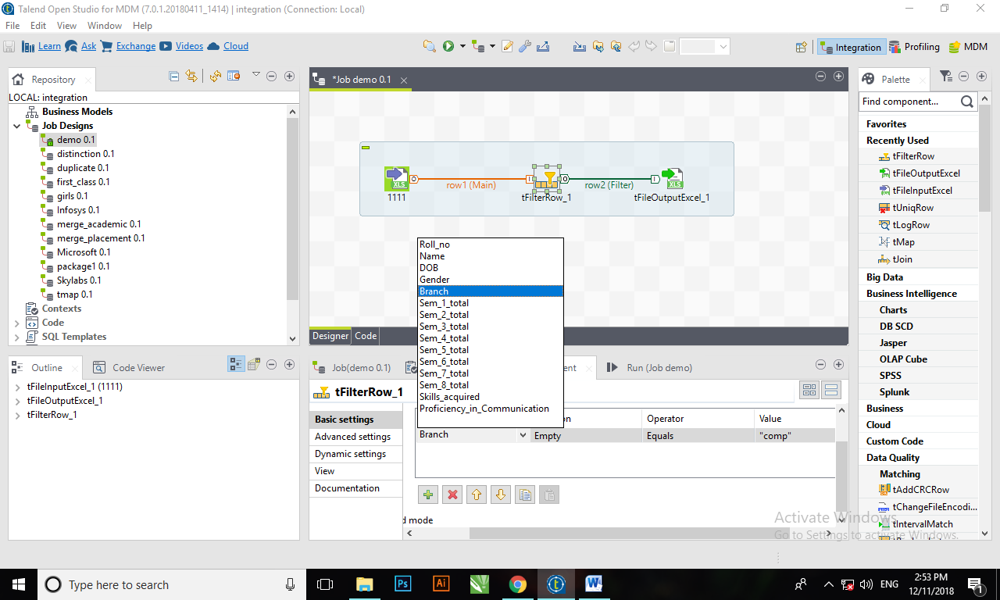 Talend Open Studio for MDM (7.0.1.20180411_1414) | integration (Connection: Local)
File Edit View Window Help
Learn Ask Exchange Videos Cloud
Integration Profiling MDM
Repository
LOCAL: integration
Business Models
Job Designs
demo 0.1
distinction 0.1
duplicate 0.1
first_class 0.1
girls 0.1
Infosys 0.1
merge_academic 0.1
merge_placement 0.1
Microsoft 0.1
package1 0.1
Skylabs 0.1
tmap 0.1
Contexts
Code
SQL Templates
*Job demo 0.1
XLS
1111
row1 (Main)
tFilterRow_1
row2 (Filter)
XLS
tFileOutputExcel_1
Roll_no
Name
DOB
Gender
Branch
Sem_1_total
Sem_2_total
Sem_3_total
Sem_4_total
Sem_5_total
Sem_6_total
Sem_7_total
Sem_8_total
Skills_acquired
Proficiency_in_Communication
Designer Code
Palette
Find component...
Favorites
Recently Used
tFilterRow
tFileOutputExcel
tFileInputExcel
tUniqRow
tLogRow
tMap
tJoin
Big Data
Business Intelligence
Charts
DB SCD
Jasper
OLAP Cube
SPSS
Splunk
Business
Cloud
Custom Code
Data Quality
Matching
tAddCRCRow
tChangeFileEncodi...
tIntervalMatch
Outline Code Viewer
tFileInputExcel_1 (1111)
tFileOutputExcel_1
tFilterRow_1
Job(demo 0.1) ent Run (Job demo)
tFilterRow_1
Basic settings
Advanced settings
Dynamic settings
View
Documentation
on Operator Value
Branch Empty Equals "comp"
d mode
Activate Windows
Go to Settings to activate Windows.
Type here to search
Ps
Ai
W
ENG
2:53 PM
12/11/2018
1